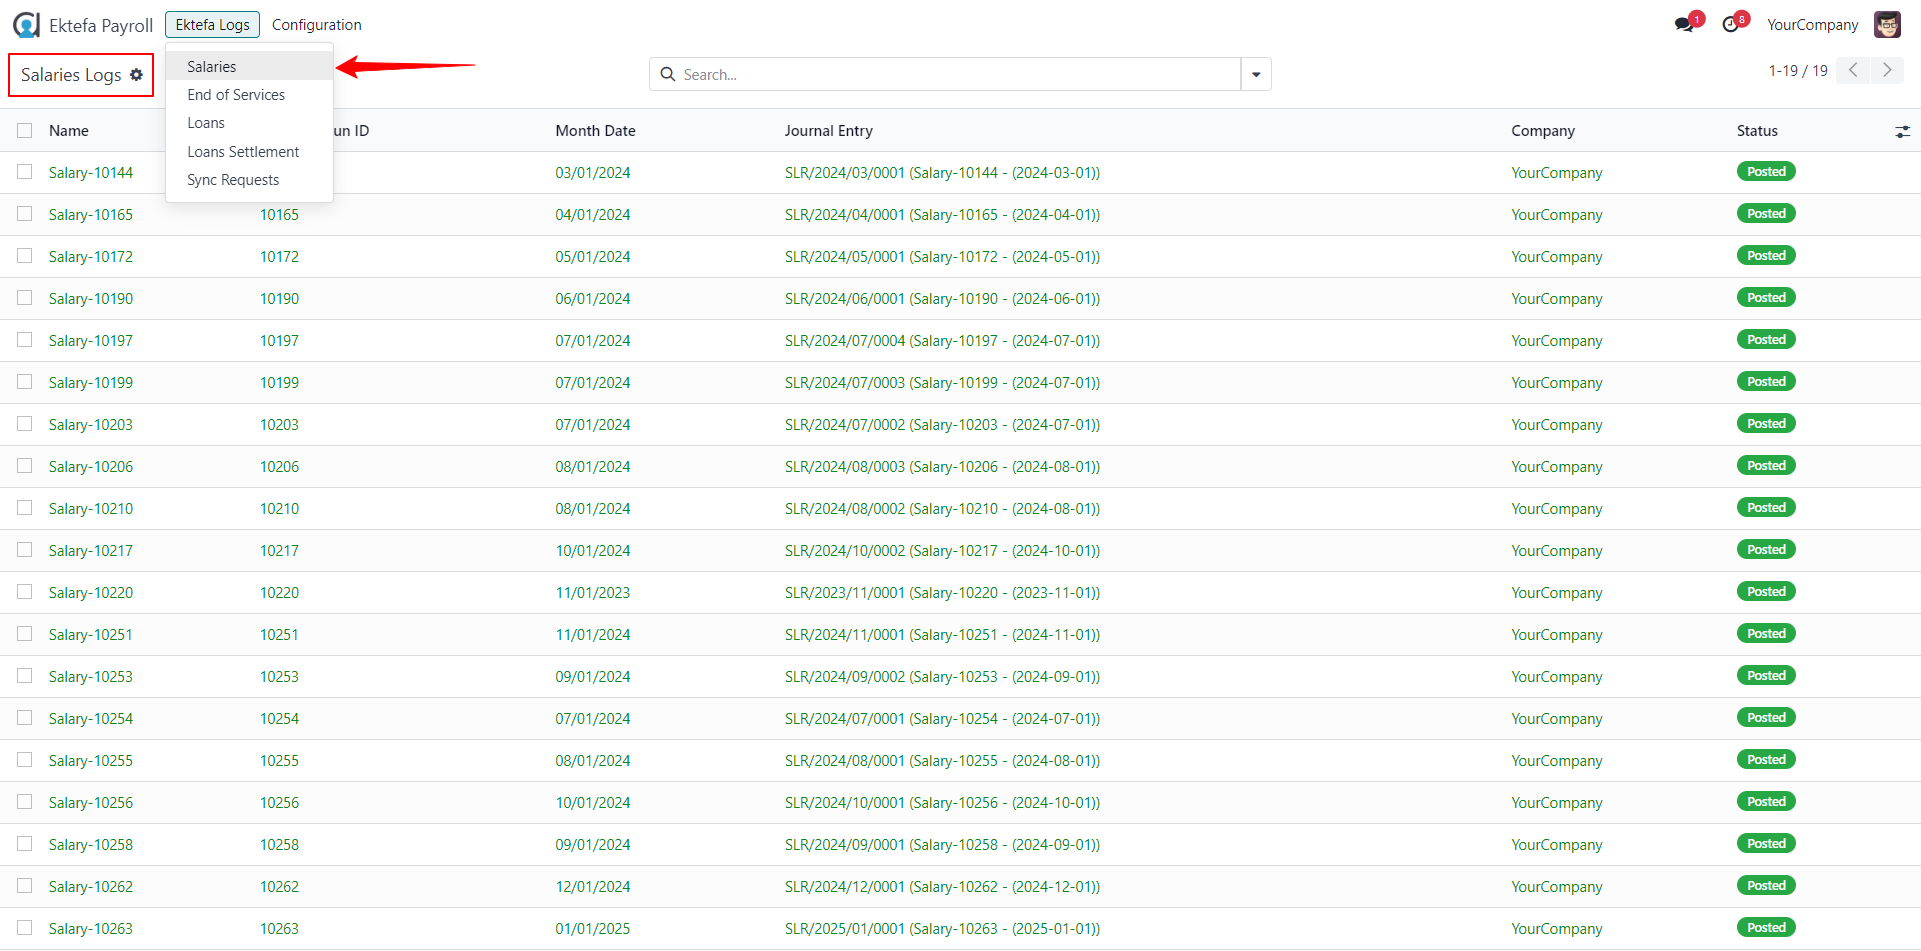 Ektefa Payroll Ektefa Logs Configuration 1 8 YourCompany
Salaries Logs Search... 1-19 / 19
Salaries
End of Services
Loans
Loans Settlement
Sync Requests
Name un ID Month Date Journal Entry Company Status
Salary-10144 03/01/2024 SLR/2024/03/0001 (Salary-10144 - (2024-03-01)) YourCompany Posted
Salary-10165 10165 04/01/2024 SLR/2024/04/0001 (Salary-10165 - (2024-04-01)) YourCompany Posted
Salary-10172 10172 05/01/2024 SLR/2024/05/0001 (Salary-10172 - (2024-05-01)) YourCompany Posted
Salary-10190 10190 06/01/2024 SLR/2024/06/0001 (Salary-10190 - (2024-06-01)) YourCompany Posted
Salary-10197 10197 07/01/2024 SLR/2024/07/0004 (Salary-10197 - (2024-07-01)) YourCompany Posted
Salary-10199 10199 07/01/2024 SLR/2024/07/0003 (Salary-10199 - (2024-07-01)) YourCompany Posted
Salary-10203 10203 07/01/2024 SLR/2024/07/0002 (Salary-10203 - (2024-07-01)) YourCompany Posted
Salary-10206 10206 08/01/2024 SLR/2024/08/0003 (Salary-10206 - (2024-08-01)) YourCompany Posted
Salary-10210 10210 08/01/2024 SLR/2024/08/0002 (Salary-10210 - (2024-08-01)) YourCompany Posted
Salary-10217 10217 10/01/2024 SLR/2024/10/0002 (Salary-10217 - (2024-10-01)) YourCompany Posted
Salary-10220 10220 11/01/2023 SLR/2023/11/0001 (Salary-10220 - (2023-11-01)) YourCompany Posted
Salary-10251 10251 11/01/2024 SLR/2024/11/0001 (Salary-10251 - (2024-11-01)) YourCompany Posted
Salary-10253 10253 09/01/2024 SLR/2024/09/0002 (Salary-10253 - (2024-09-01)) YourCompany Posted
Salary-10254 10254 07/01/2024 SLR/2024/07/0001 (Salary-10254 - (2024-07-01)) YourCompany Posted
Salary-10255 10255 08/01/2024 SLR/2024/08/0001 (Salary-10255 - (2024-08-01)) YourCompany Posted
Salary-10256 10256 10/01/2024 SLR/2024/10/0001 (Salary-10256 - (2024-10-01)) YourCompany Posted
Salary-10258 10258 09/01/2024 SLR/2024/09/0001 (Salary-10258 - (2024-09-01)) YourCompany Posted
Salary-10262 10262 12/01/2024 SLR/2024/12/0001 (Salary-10262 - (2024-12-01)) YourCompany Posted
Salary-10263 10263 01/01/2025 SLR/2025/01/0001 (Salary-10263 - (2025-01-01)) YourCompany Posted